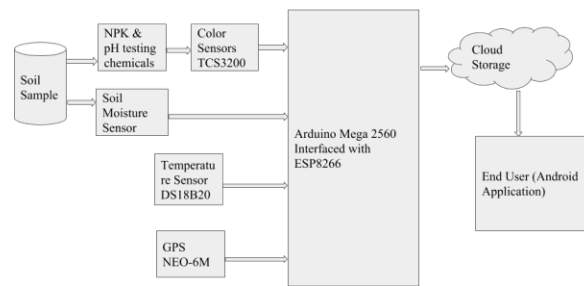 Soil
Sample
NPK &
pH testing
chemicals
Color
Sensors
TCS3200
Soil
Moisture
Sensor
Temperatu
re Sensor
DS18B20
GPS
NEO-6M
Arduino Mega 2560
Interfaced with
ESP8266
Cloud
Storage
End User (Android
Application)